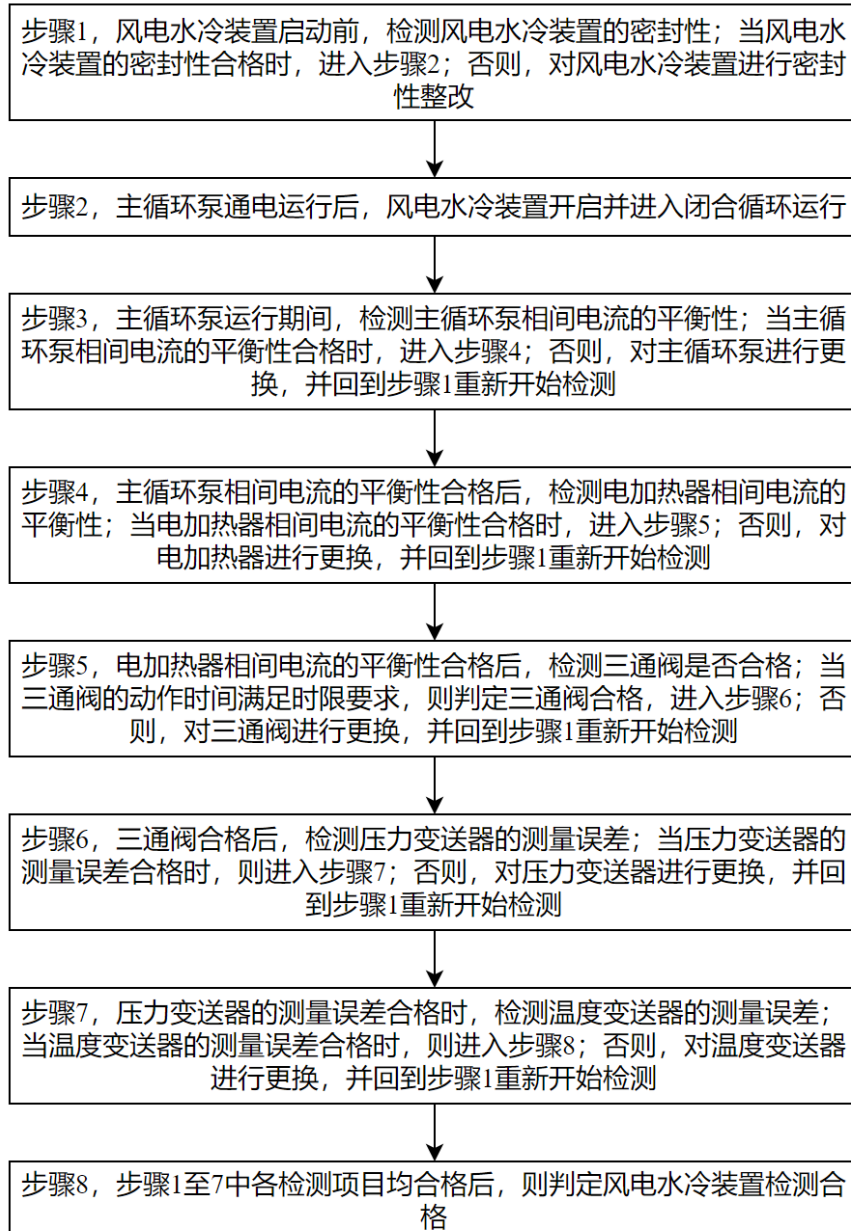 步骤1，风电水冷装置启动前，检测风电水冷装置的密封性；当风电水
冷装置的密封性合格时，进入步骤2；否则，对风电水冷装置进行密封
性整改
步骤2，主循环泵通电运行后，风电水冷装置开启并进入闭合循环运行
步骤3，主循环泵运行期间，检测主循环泵相间电流的平衡性；当主循
环泵相间电流的平衡性合格时，进入步骤4；否则，对主循环泵进行更
换，并回到步骤1重新开始检测
步骤4，主循环泵相间电流的平衡性合格后，检测电加热器相间电流的
平衡性；当电加热器相间电流的平衡性合格时，进入步骤5；否则，对
电加热器进行更换，并回到步骤1重新开始检测
步骤5，电加热器相间电流的平衡性合格后，检测三通阀是否合格；当
三通阀的动作时间满足时限要求，则判定三通阀合格，进入步骤6；否
则，对三通阀进行更换，并回到步骤1重新开始检测
步骤6，三通阀合格后，检测压力变送器的测量误差；当压力变送器的
测量误差合格时，则进入步骤7；否则，对压力变送器进行更换，并回
到步骤1重新开始检测
步骤7，压力变送器的测量误差合格时，检测温度变送器的测量误差；
当温度变送器的测量误差合格时，则进入步骤8；否则，对温度变送器
进行更换，并回到步骤1重新开始检测
步骤8，步骤1至7中各检测项目均合格后，则判定风电水冷装置检测合
格